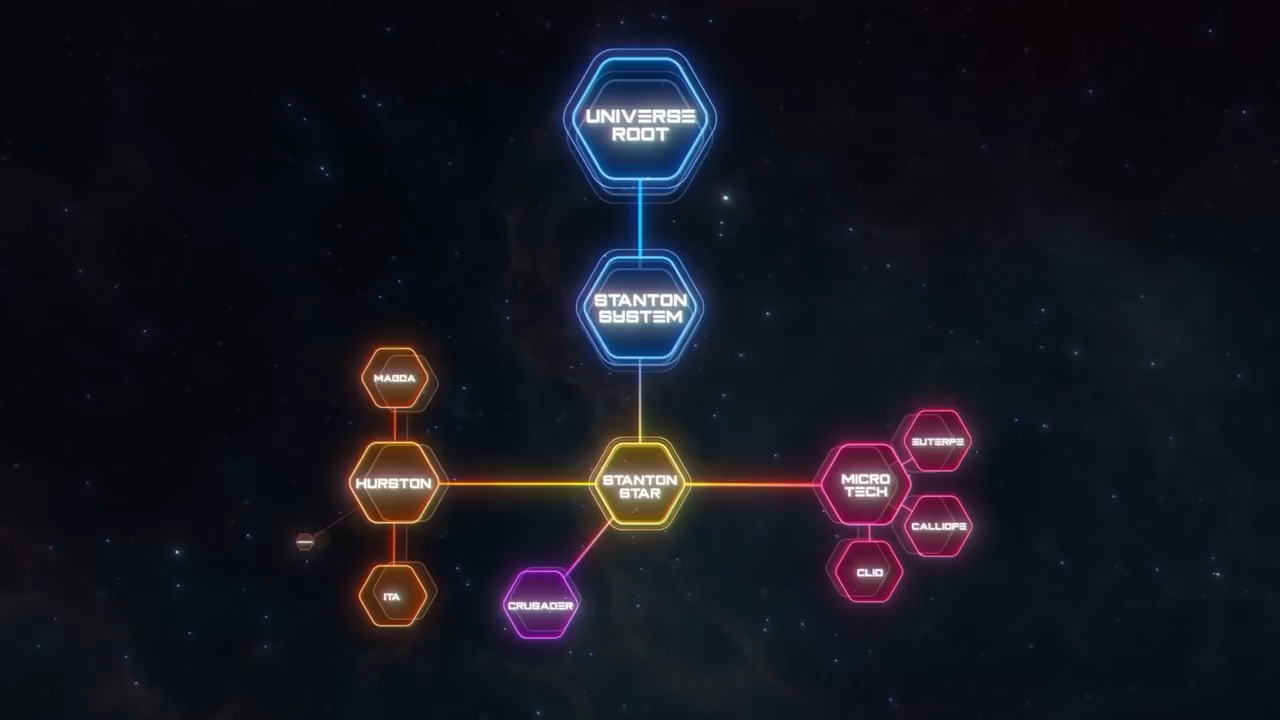 UNIVERSE
ROOT
STANTON
SYSTEM
MAGDA
HURSTON
ITA
STANTON
STAR
CRUSADER
MICRO
TECH
EUTERPE
CALLIOPE
CLIO